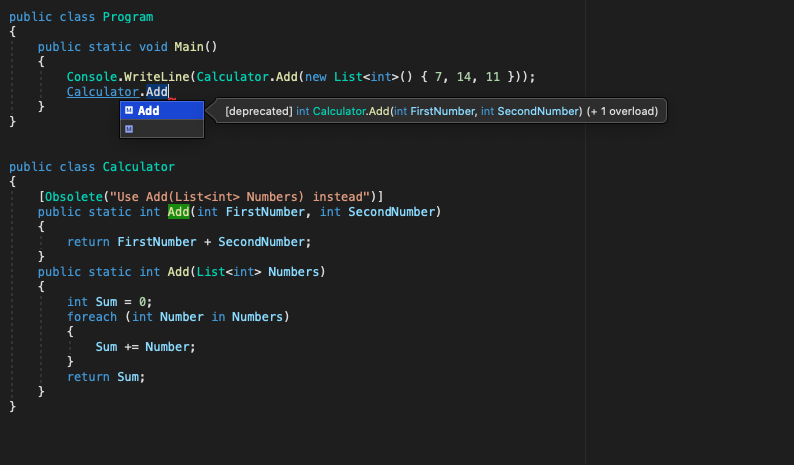 public class Program
{
public static void Main()
{
Console.WriteLine(Calculator.Add(new List<int>() { 7, 14, 11 }));
Calculator.Add
M Add
[deprecated] int Calculator.Add(int FirstNumber, int SecondNumber) (+ 1 overload)
M
}
}
public class Calculator
{
[Obsolete("Use Add(List<int> Numbers) instead")]
public static int Add(int FirstNumber, int SecondNumber)
{
return FirstNumber + SecondNumber;
}
public static int Add(List<int> Numbers)
{
int Sum = 0;
foreach (int Number in Numbers)
{
Sum += Number;
}
return Sum;
}
}